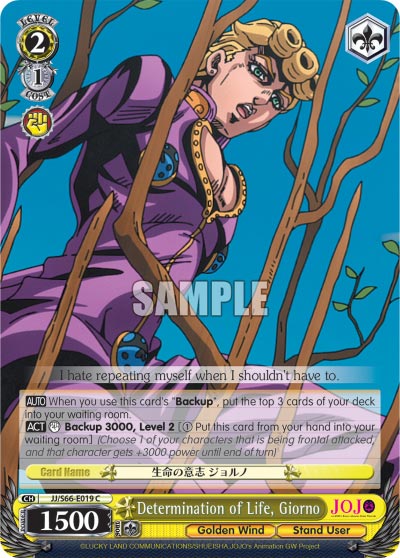 LEVEL
2
1
COST
SAMPLE
I hate repeating myself when I shouldn't have to.
AUTO When you use this card's "Backup", put the top 3 cards of your deck
into your waiting room.
ACT Backup 3000, Level 2 [① Put this card from your hand into your
waiting room] (Choose 1 of your characters that is being frontal attacked,
and that character gets +3000 power until end of turn)
Card Name 生命の意志 ジョルノ
CH JJ/S66-E019 C
POWER 1500 SOUL Determination of Life, Giorno JOJO
Golden Wind Stand User
©LUCKY LAND COMMUNICATIONS/SHUEISHA,JOJO's Animation GW Project